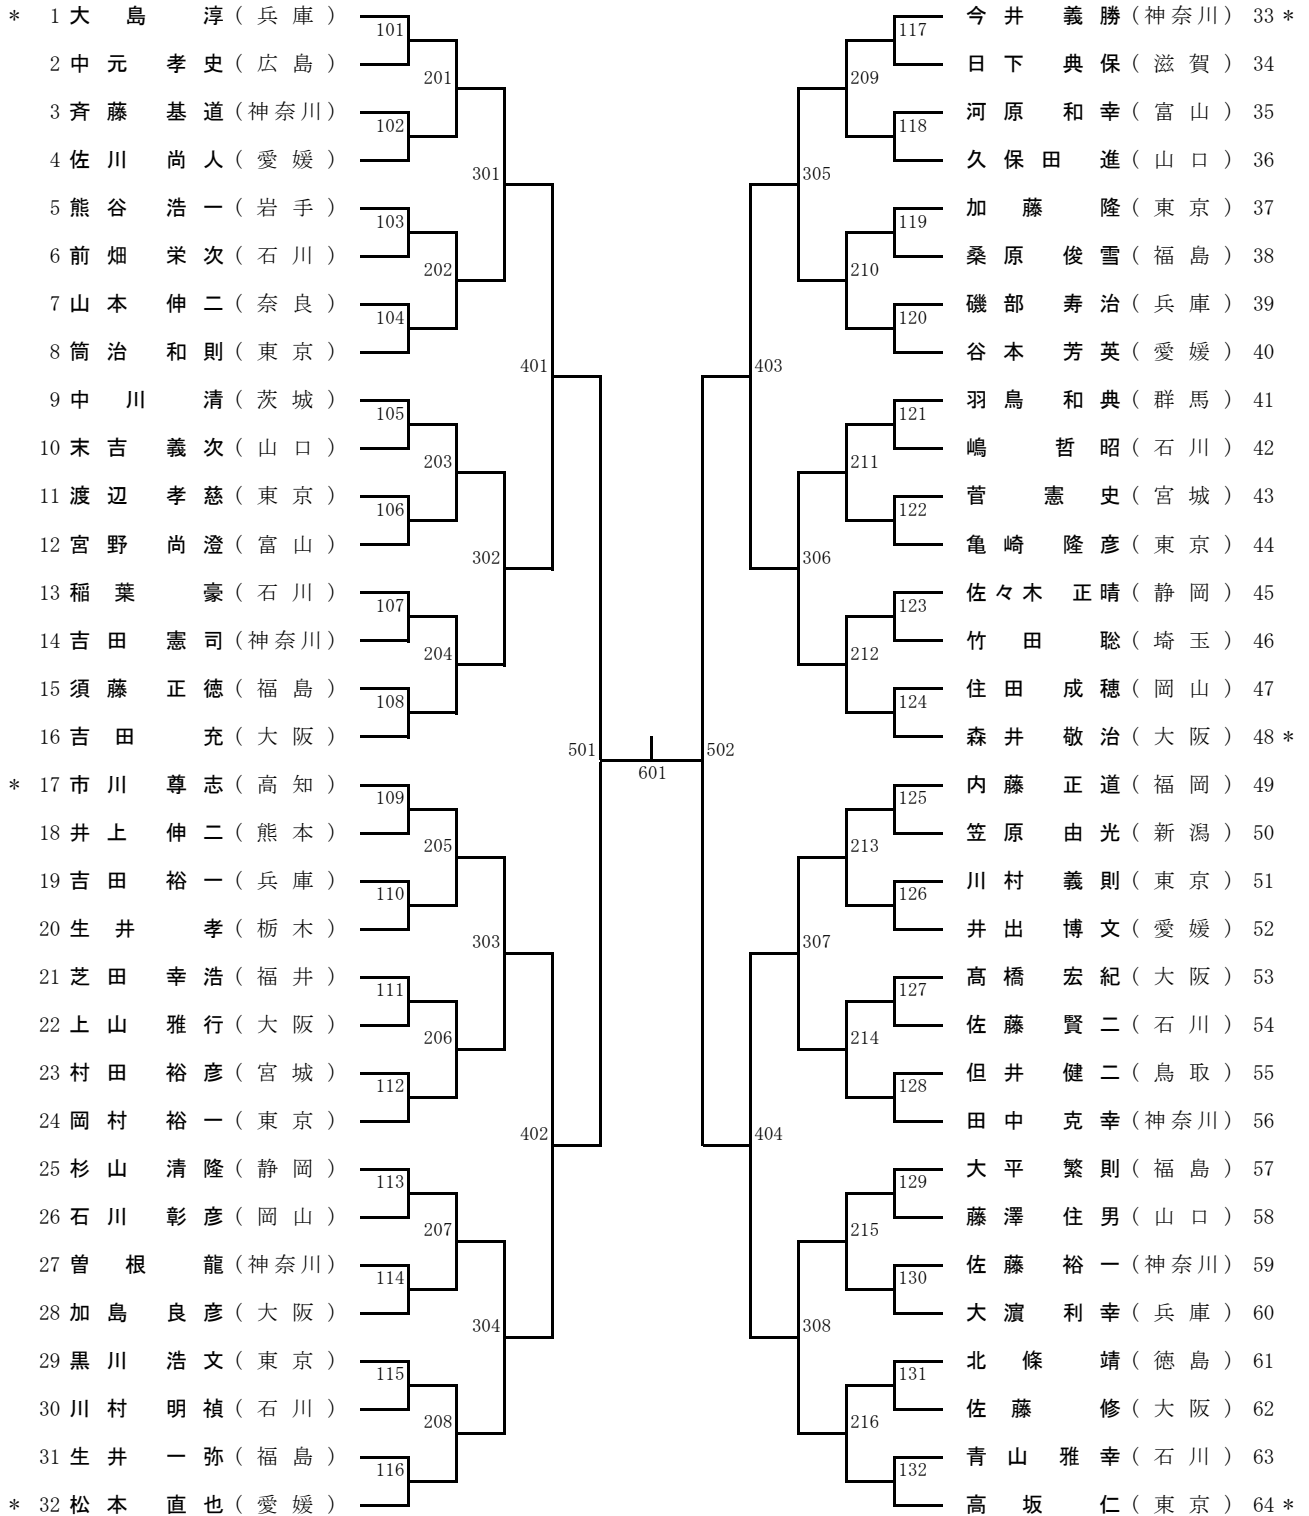 * 1 大島 淳 (兵庫)
101
2 中元 孝史 (広島)
201
3 斉藤 基道 (神奈川)
102
4 佐川 尚人 (愛媛)
301
5 熊谷 浩一 (岩手)
103
6 前畑 栄次 (石川)
202
7 山本 伸二 (奈良)
104
8 筒治 和則 (東京)
401
9 中川 清 (茨城)
105
10 末吉 義次 (山口)
203
11 渡辺 孝慈 (東京)
106
12 宮野 尚澄 (富山)
302
13 稲葉 豪 (石川)
107
14 吉田 憲司 (神奈川)
204
15 須藤 正徳 (福島)
108
16 吉田 充 (大阪)
501
601
* 17 市川 尊志 (高知)
109
18 井上 伸二 (熊本)
205
19 吉田 裕一 (兵庫)
110
20 生井 孝 (栃木)
303
21 芝田 幸浩 (福井)
111
22 上山 雅行 (大阪)
206
23 村田 裕彦 (宮城)
112
24 岡村 裕一 (東京)
402
25 杉山 清隆 (静岡)
113
26 石川 彰彦 (岡山)
207
27 曽根 龍 (神奈川)
114
28 加島 良彦 (大阪)
304
29 黒川 浩文 (東京)
115
30 川村 明禎 (石川)
208
31 生井 一弥 (福島)
116
* 32 松本 直也 (愛媛)
今井 義勝 (神奈川) 33 *
117
日下 典保 (滋賀) 34
209
河原 和幸 (富山) 35
118
久保田 進 (山口) 36
305
加藤 隆 (東京) 37
119
桑原 俊雪 (福島) 38
210
磯部 寿治 (兵庫) 39
120
谷本 芳英 (愛媛) 40
403
羽鳥 和典 (群馬) 41
121
嶋 哲昭 (石川) 42
211
菅 憲史 (宮城) 43
122
亀崎 隆彦 (東京) 44
306
佐々木 正晴 (静岡) 45
123
竹田 聡 (埼玉) 46
212
住田 成穂 (岡山) 47
124
森井 敬治 (大阪) 48 *
502
内藤 正道 (福岡) 49
125
笠原 由光 (新潟) 50
213
川村 義則 (東京) 51
126
井出 博文 (愛媛) 52
307
髙橋 宏紀 (大阪) 53
127
佐藤 賢二 (石川) 54
214
但井 健二 (鳥取) 55
128
田中 克幸 (神奈川) 56
404
大平 繁則 (福島) 57
129
藤澤 住男 (山口) 58
215
佐藤 裕一 (神奈川) 59
130
大濵 利幸 (兵庫) 60
308
北條 靖 (徳島) 61
131
佐藤 修 (大阪) 62
216
青山 雅幸 (石川) 63
132
高坂 仁 (東京) 64 *